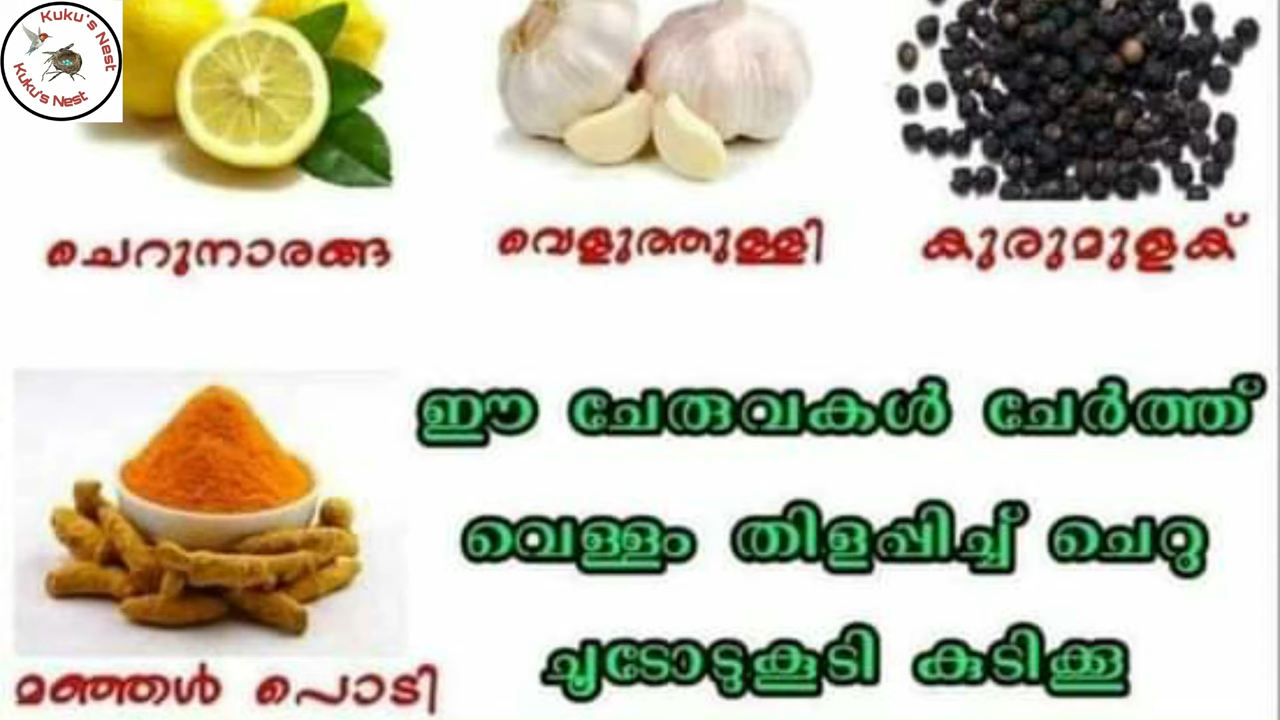 Kuku's Nest
Kuku's Nest
ചെറുനാരങ്ങ
വെളുത്തുള്ളി
കുരുമുളക്
ഈ ചേരുവകൾ ചേർത്ത്
വെള്ളം തിളപ്പിച്ച് ചെറു
ചൂടോടുകൂടി കുടിക്കൂ
മഞ്ഞൾ പൊടി